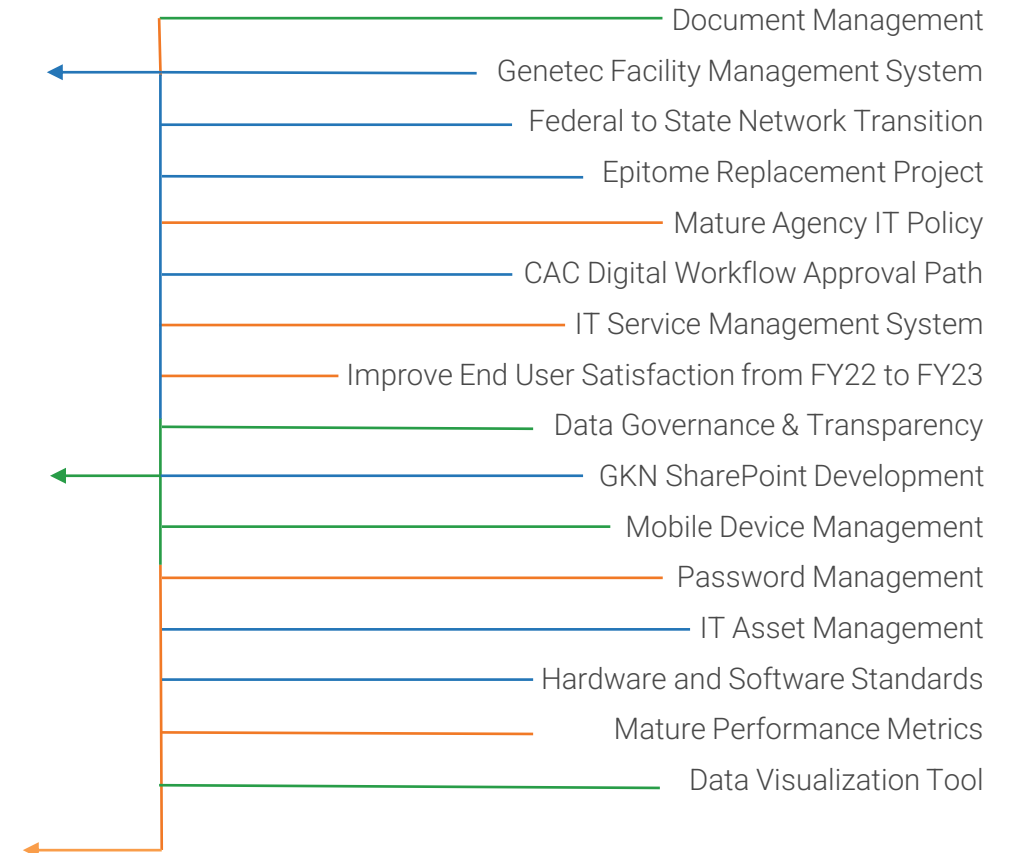 Document Management
Genetec Facility Management System
Federal to State Network Transition
Epitome Replacement Project
Mature Agency IT Policy
CAC Digital Workflow Approval Path
IT Service Management System
Improve End User Satisfaction from FY22 to FY23
Data Governance & Transparency
GKN SharePoint Development
Mobile Device Management
Password Management
IT Asset Management
Hardware and Software Standards
Mature Performance Metrics
Data Visualization Tool